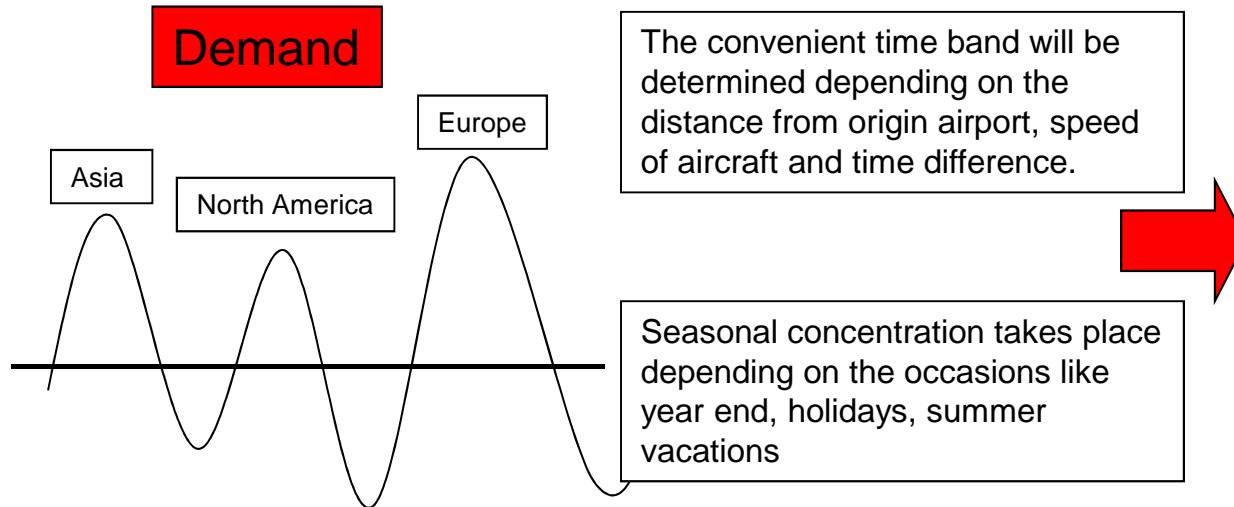 Demand
Europe
Asia
North America
The convenient time band will be
determined depending on the
distance from origin airport, speed
of aircraft and time difference.
Seasonal concentration takes place
depending on the occasions like
year end, holidays, summer
vacations